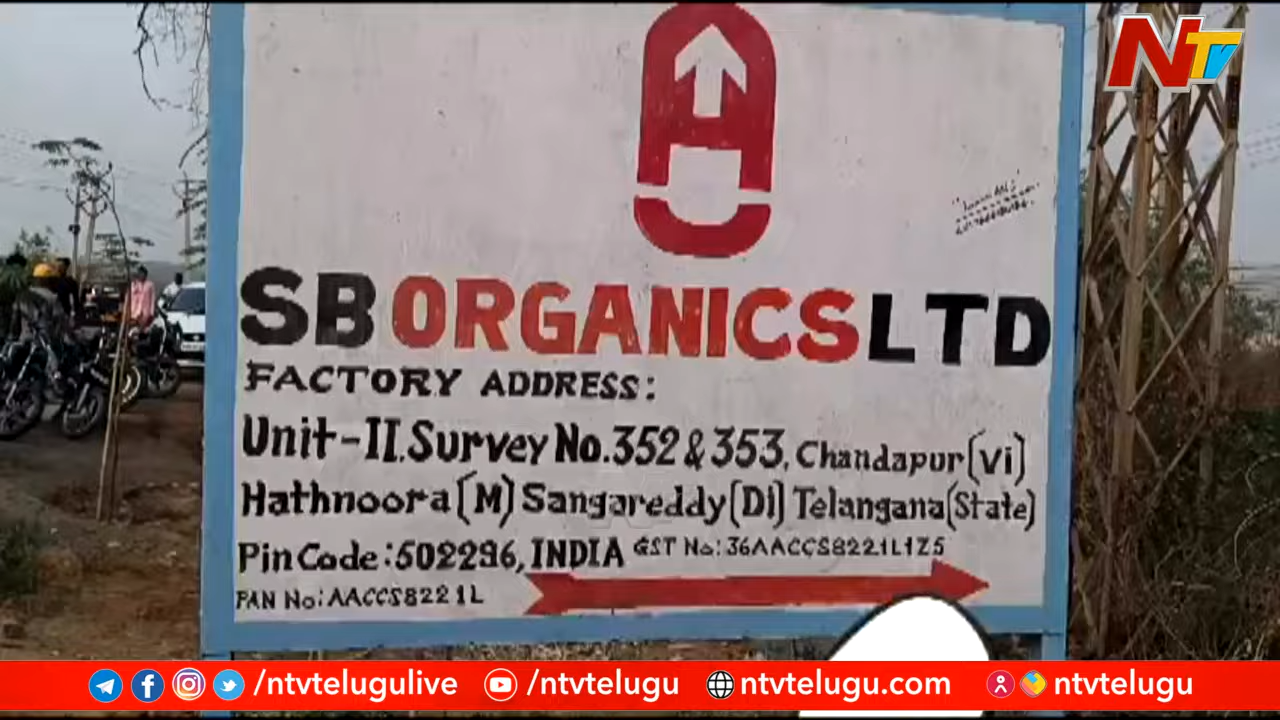 NTV
SB ORGANICS LTD
FACTORY ADDRESS:
Unit-II, Survey No.352 & 353, Chandapur(Vi)
Hathnoora(M) Sangareddy(Di) Telangana(State)
Pin Code:502296, INDIA GST No:36AACCS8221L1Z5
PAN No:AACCS8221L
/ntvtelugulive /ntvtelugu ntvtelugu.com ntvtelugu